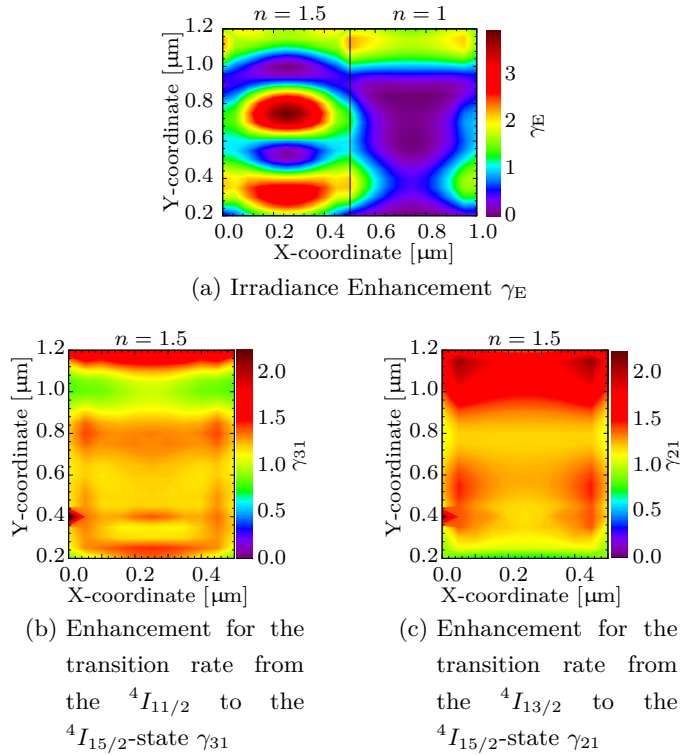 n = 1.5 n = 1
1.2
1.0
0.8
0.6
0.4
0.2
Y-coordinate [µm]
0.0 0.2 0.4 0.6 0.8 1.0
X-coordinate [µm]
3
2
1
0
γE
(a) Irradiance Enhancement γE
n = 1.5
1.2
1.0
0.8
0.6
0.4
0.2
Y-coordinate [µm]
0.0 0.2 0.4
X-coordinate [µm]
2.0
1.5
1.0
0.5
0.0
γ31
(b) Enhancement for the
transition rate from
the ⁴I11/2 to the
⁴I15/2-state γ31
n = 1.5
1.2
1.0
0.8
0.6
0.4
0.2
Y-coordinate [µm]
0.0 0.2 0.4
X-coordinate [µm]
2.0
1.5
1.0
0.5
0.0
γ21
(c) Enhancement for the
transition rate from
the ⁴I13/2 to the
⁴I15/2-state γ21